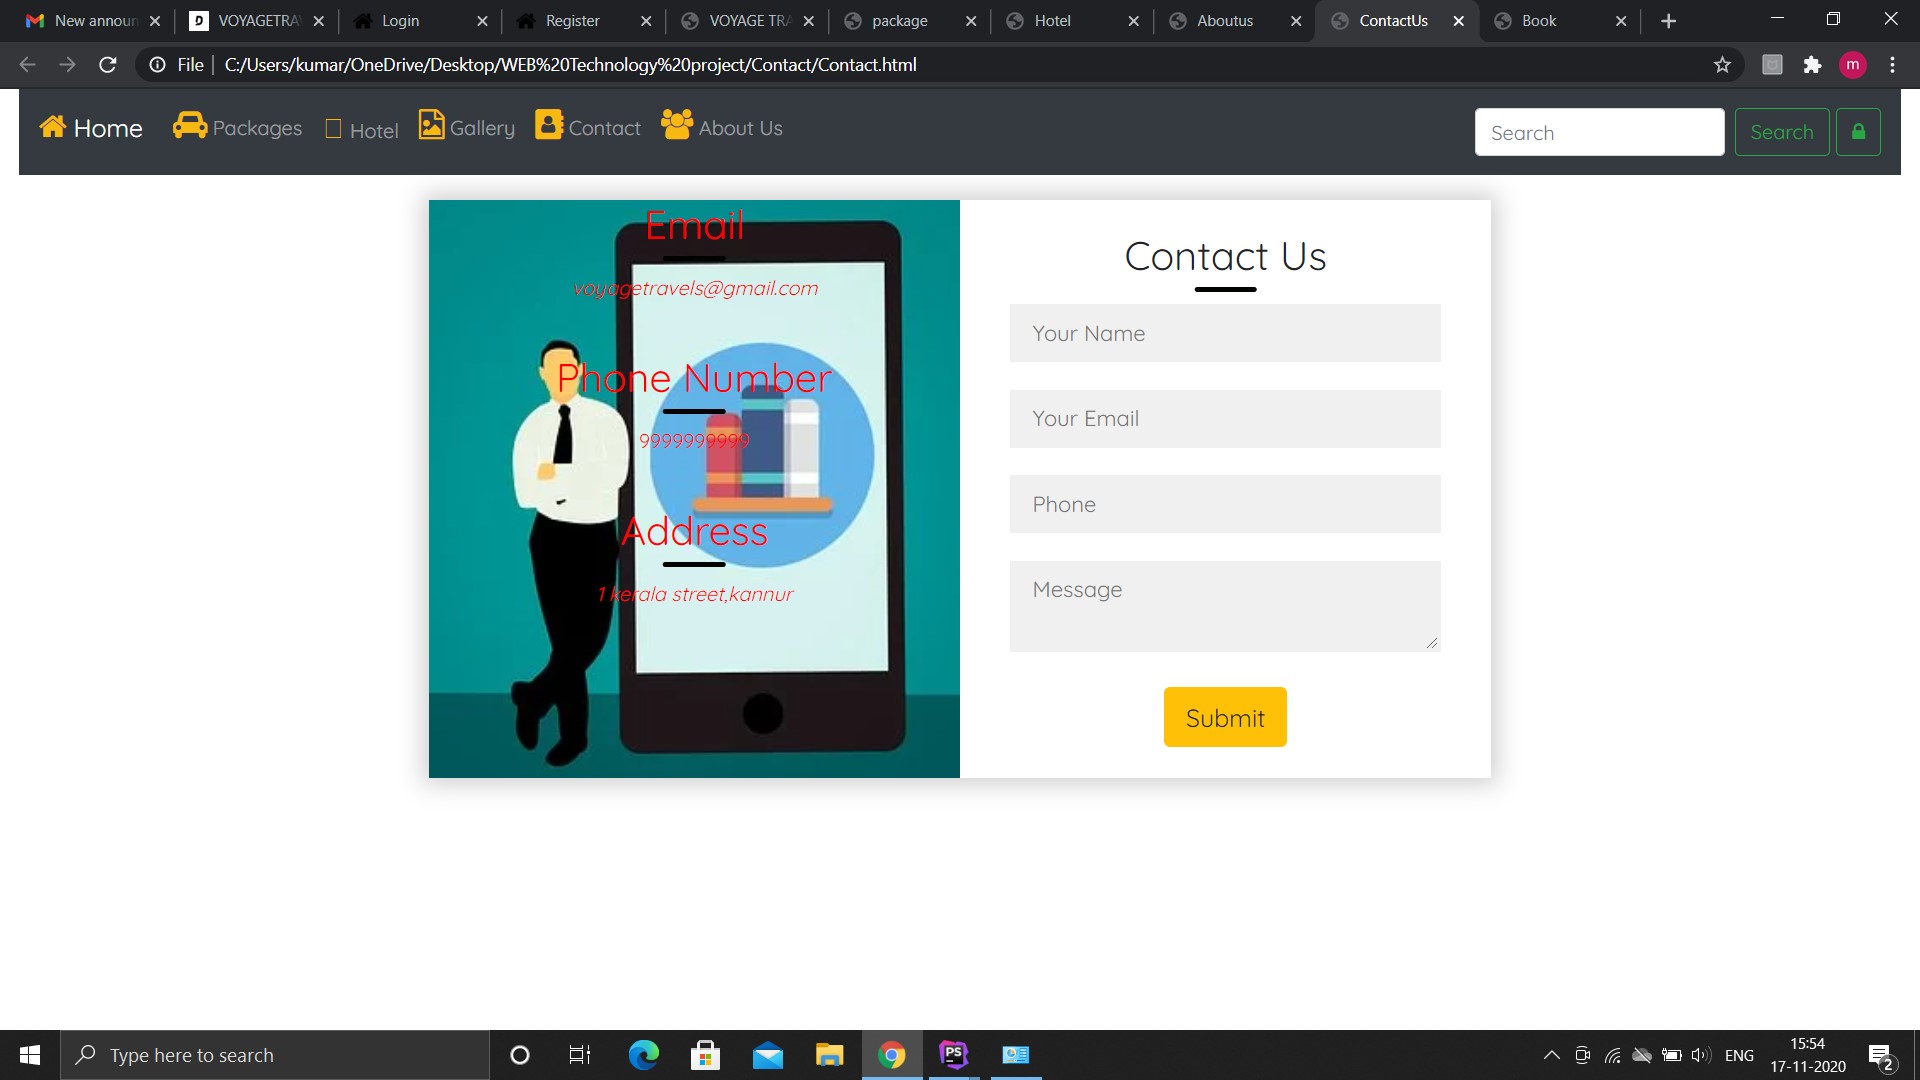 New announ
VOYAGETRA
Login
Register
VOYAGE TRA
package
Hotel
Aboutus
ContactUs
Book
File
C:/Users/kumar/OneDrive/Desktop/WEB%20Technology%20project/Contact/Contact.html
m
Home
Packages
Hotel
Gallery
Contact
About Us
Search
Search
Email
voyagetravels@gmail.com
Phone Number
9999999999
Address
1 kerala street,kannur
Contact Us
Your Name
Your Email
Phone
Message
Submit
Type here to search
PS
ENG
15:54
17-11-2020
2